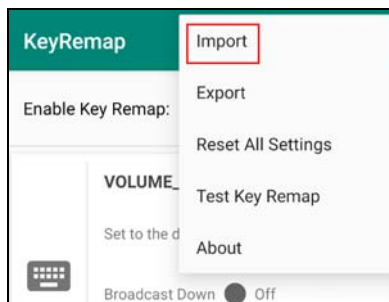 KeyRemap
Import
Export
Enable Key Remap:
Reset All Settings
VOLUME_
Test Key Remap
Set to the d
About
Broadcast Down Off